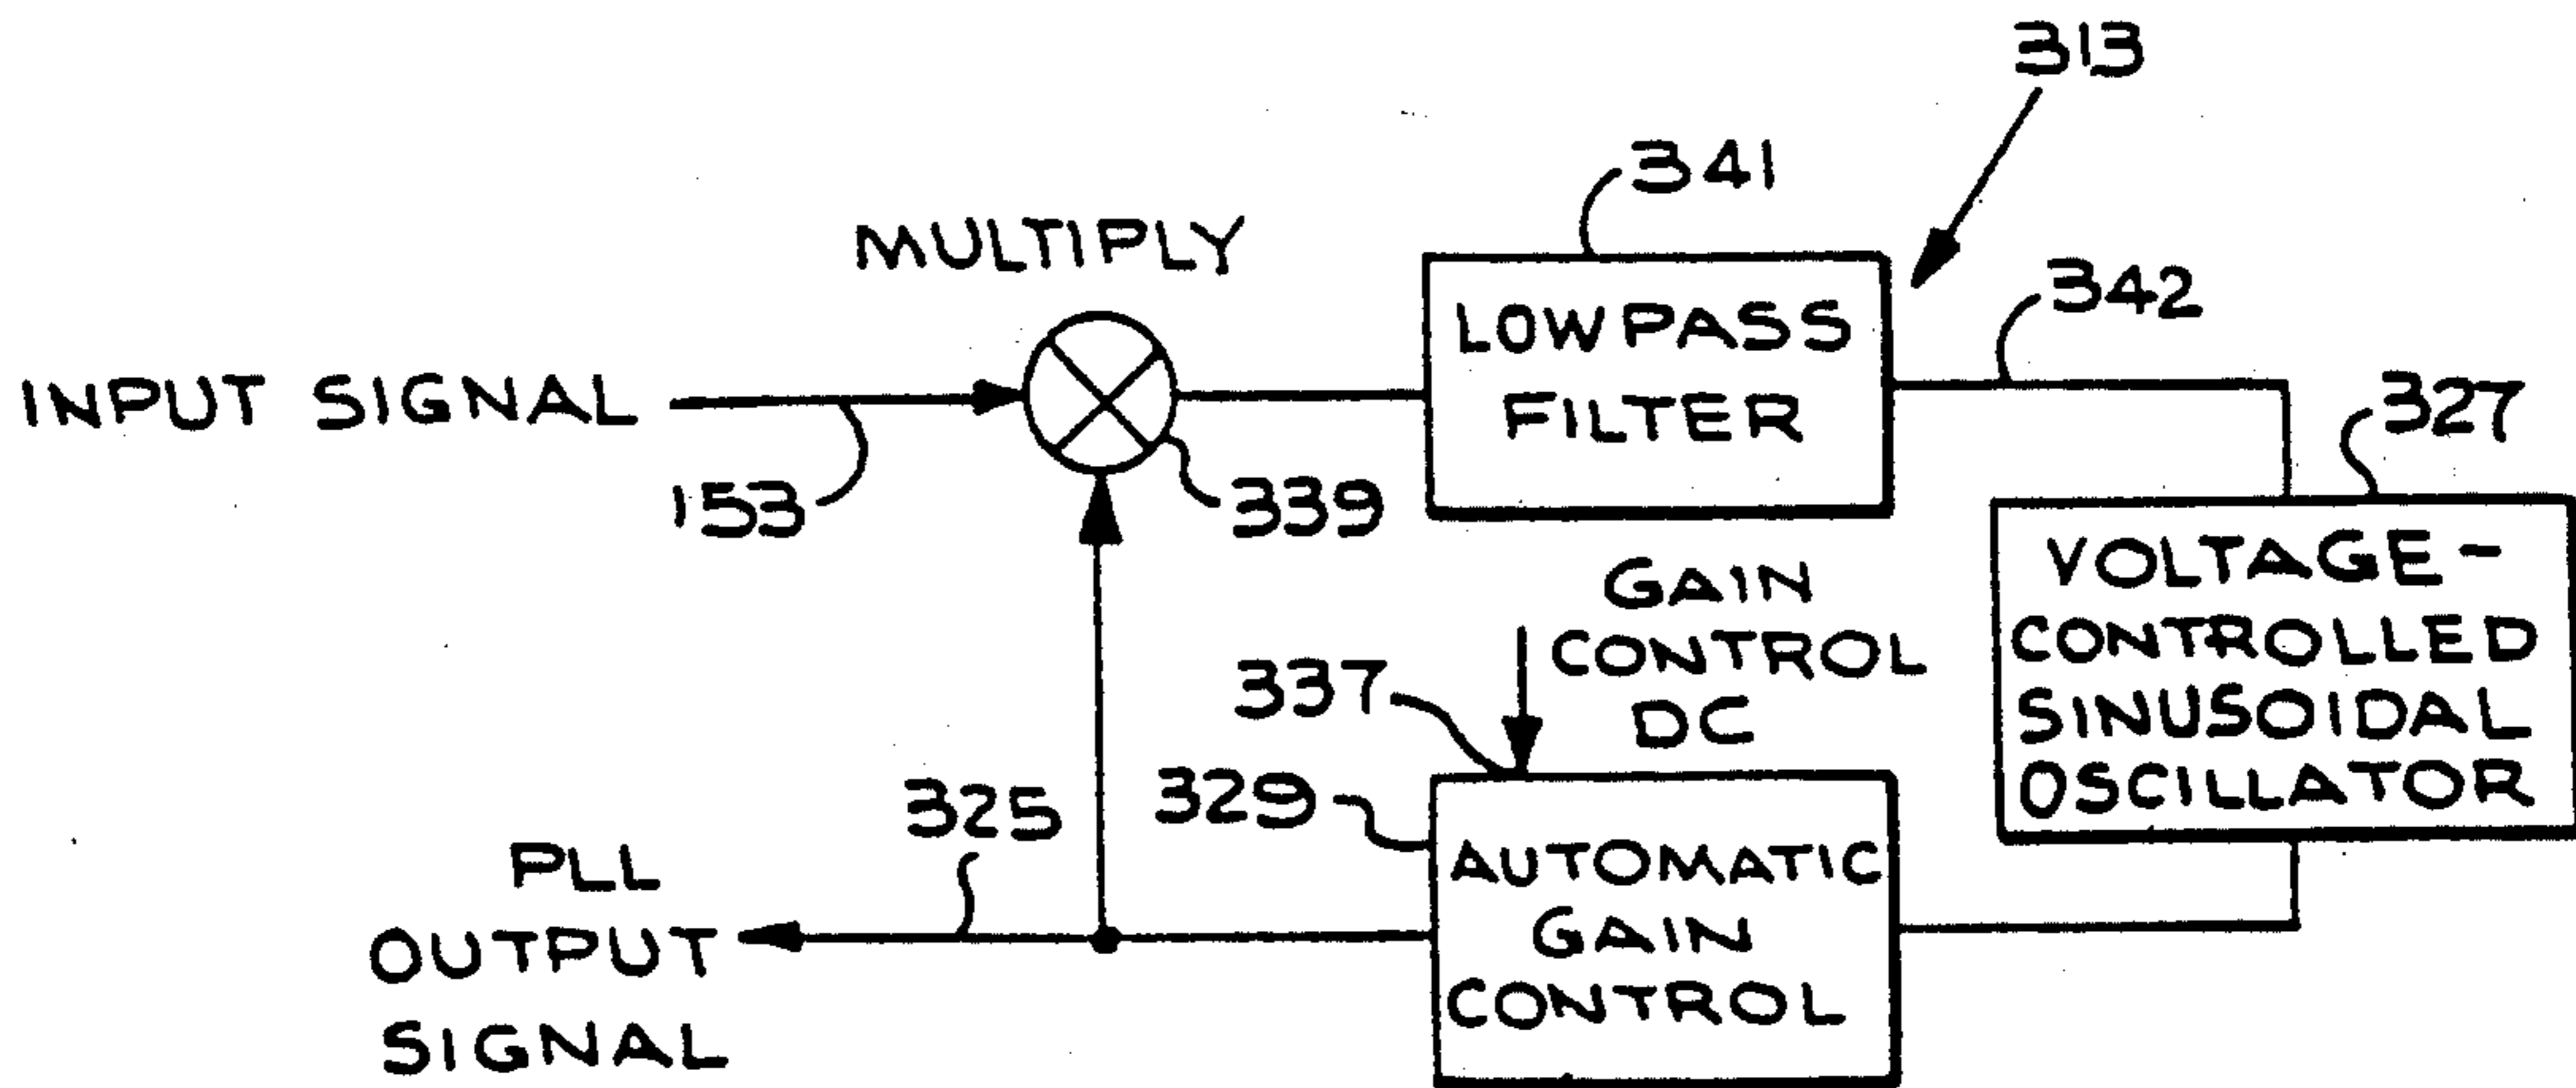 313
341
MULTIPLY
342
LOWPASS
FILTER
INPUT SIGNAL
327
153
339
VOLTAGE-
CONTROLLED
SINUSOIDAL
OSCILLATOR
GAIN
CONTROL
DC
337
329
325
AUTOMATIC
GAIN
CONTROL
PLL
OUTPUT
SIGNAL